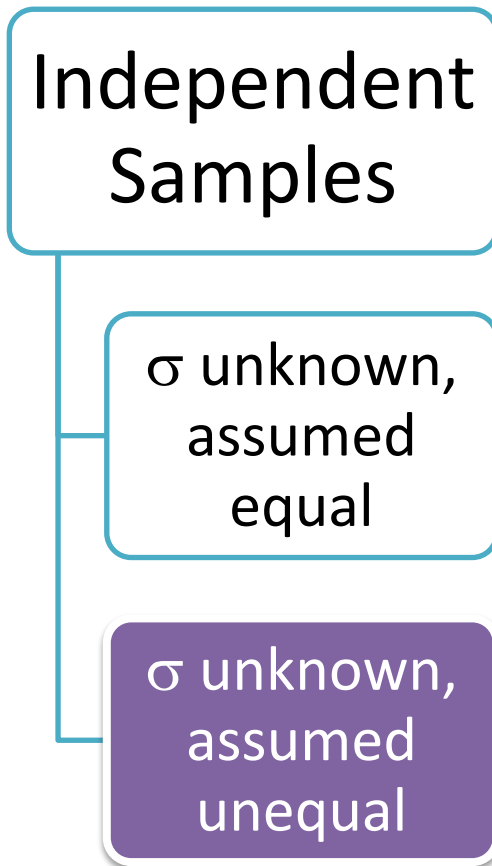 Independent
Samples
σ unknown,
assumed
equal
σ unknown,
assumed
unequal